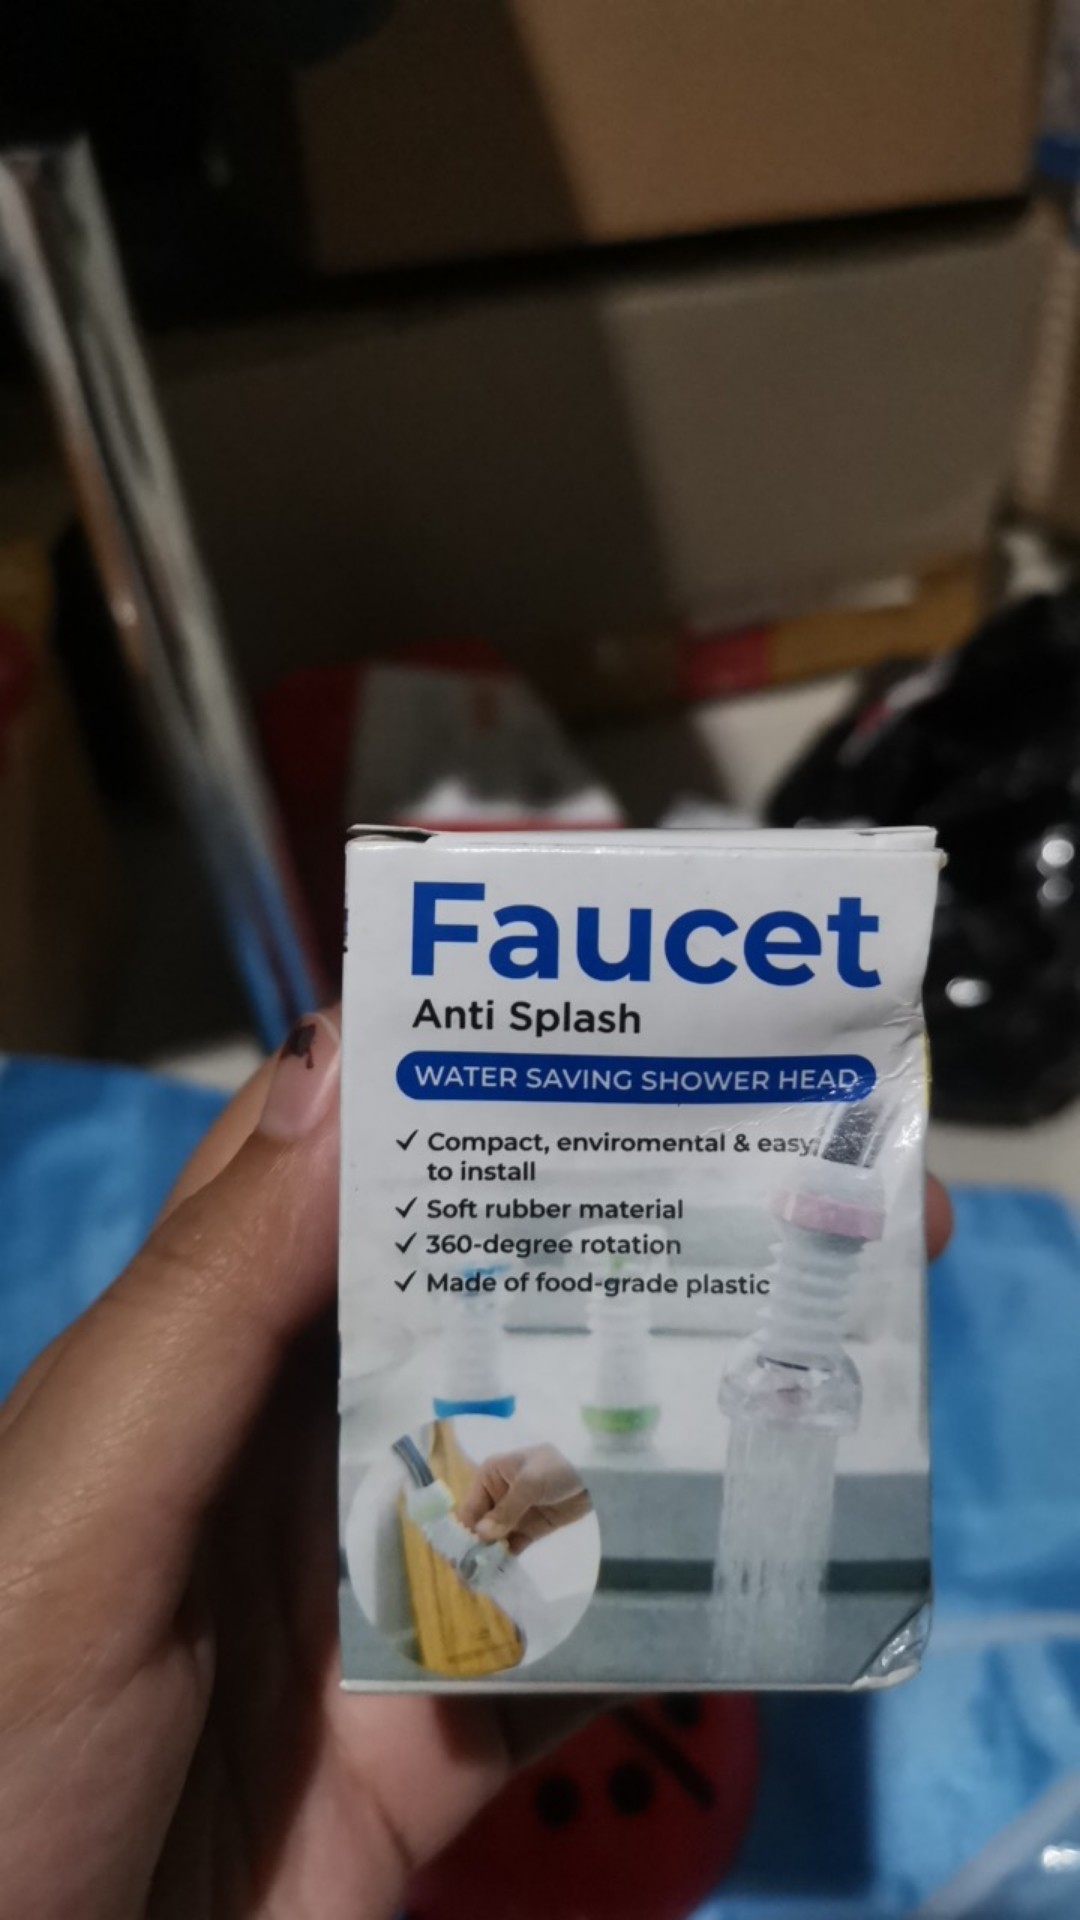 Faucet
Anti Splash
WATER SAVING SHOWER HEAD
✓ Compact, enviromental & easy
to install
✓ Soft rubber material
✓ 360-degree rotation
✓ Made of food-grade plastic